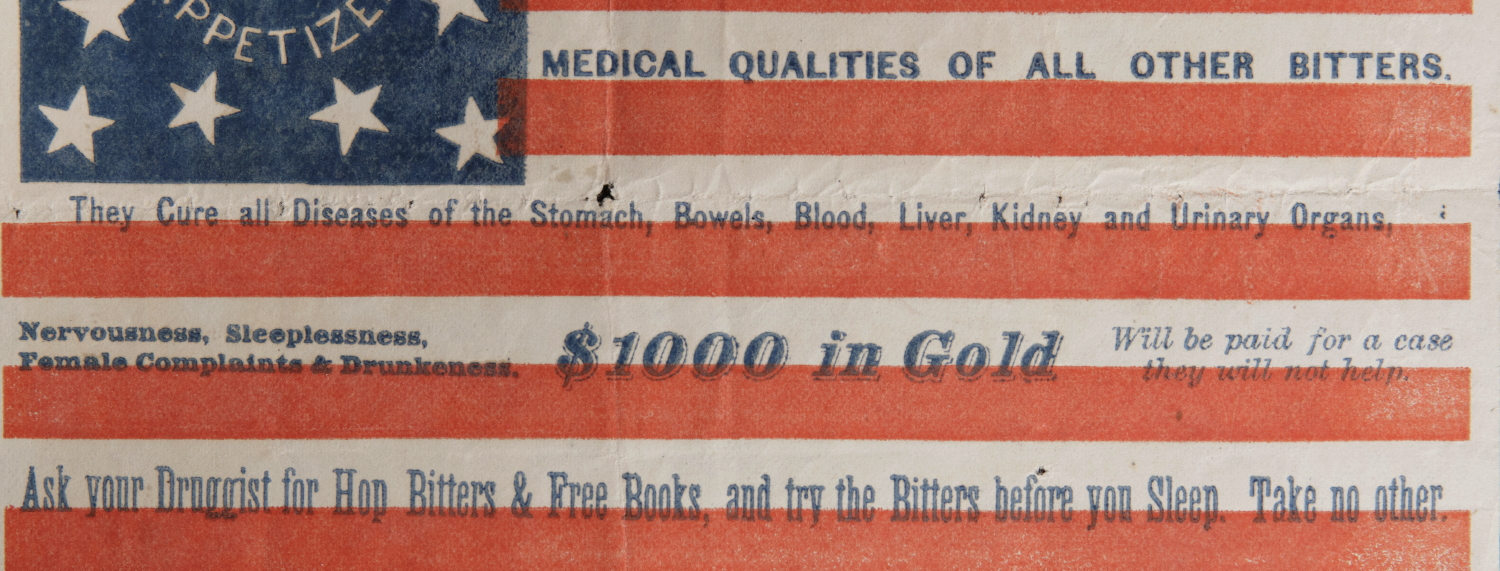 PPETIZE
MEDICAL QUALITIES OF ALL OTHER BITTERS.
They Cure all Diseases of the Stomach, Bowels, Blood, Liver, Kidney and Urinary Organs,
Nervousness, Sleeplessness,
Female Complaints & Drunkeness.
$1000 in Gold
Will be paid for a case
they will not help.
Ask your Druggist for Hop Bitters & Free Books, and try the Bitters before you Sleep. Take no other.